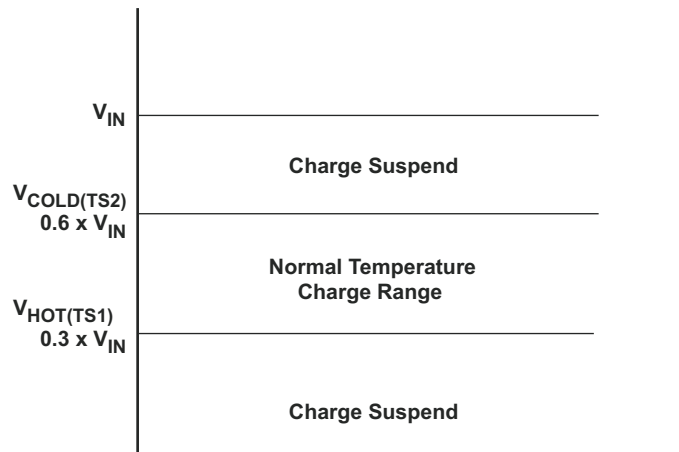 VIN
Charge Suspend
VCOLD(TS2)
0.6 x VIN
Normal Temperature
Charge Range
VHOT(TS1)
0.3 x VIN
Charge Suspend